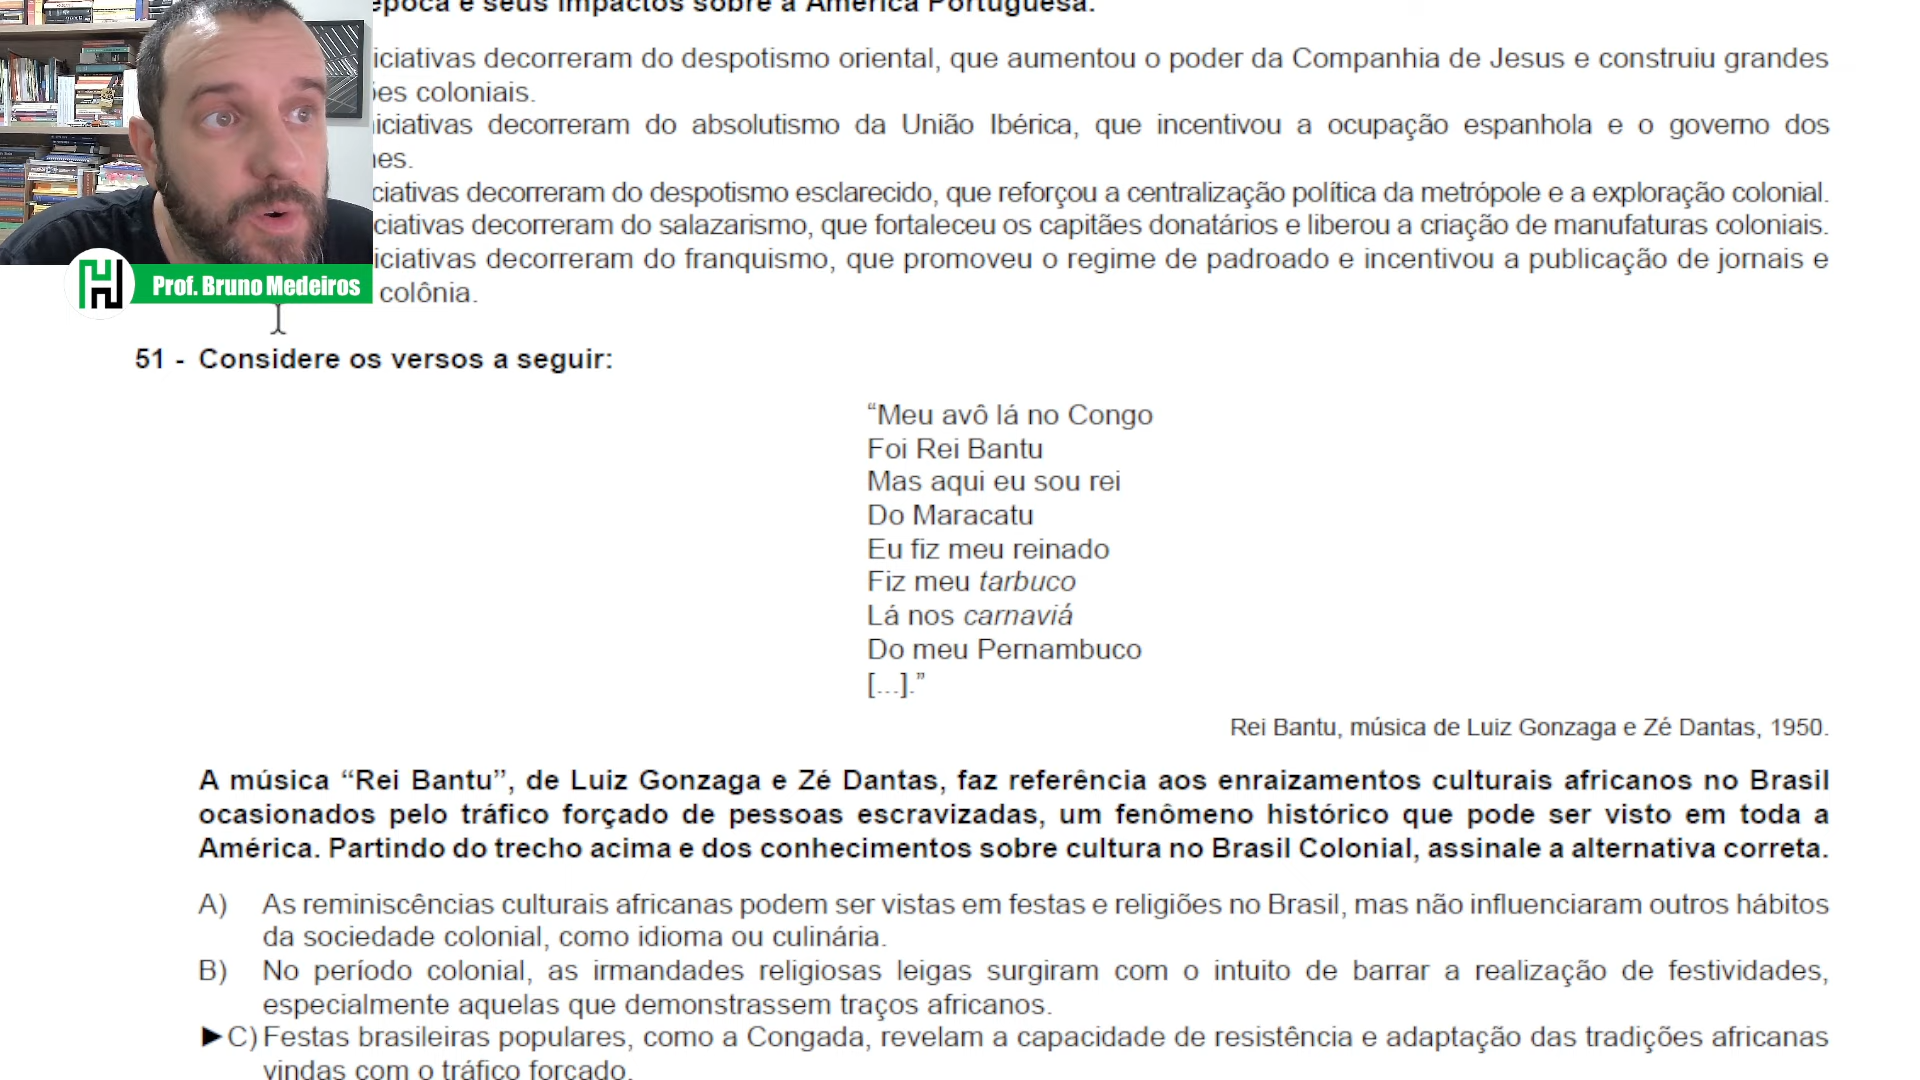 época e seus impactos sobre a América Portuguesa.
iciativas decorreram do despotismo oriental, que aumentou o poder da Companhia de Jesus e construiu grandes
ões coloniais.
iciativas decorreram do absolutismo da União Ibérica, que incentivou a ocupação espanhola e o governo dos
es.
ciativas decorreram do despotismo esclarecido, que reforçou a centralização política da metrópole e a exploração colonial.
ciativas decorreram do salazarismo, que fortaleceu os capitães donatários e liberou a criação de manufaturas coloniais.
iciativas decorreram do franquismo, que promoveu o regime de padroado e incentivou a publicação de jornais e
Prof. Bruno Medeiros
colônia.
51 - Considere os versos a seguir:
“Meu avô lá no Congo
Foi Rei Bantu
Mas aqui eu sou rei
Do Maracatu
Eu fiz meu reinado
Fiz meu tarbuco
Lá nos carnaviá
Do meu Pernambuco
[...].”
Rei Bantu, música de Luiz Gonzaga e Zé Dantas, 1950.
A música “Rei Bantu”, de Luiz Gonzaga e Zé Dantas, faz referência aos enraizamentos culturais africanos no Brasil
ocasionados pelo tráfico forçado de pessoas escravizadas, um fenômeno histórico que pode ser visto em toda a
América. Partindo do trecho acima e dos conhecimentos sobre cultura no Brasil Colonial, assinale a alternativa correta.
A) As reminiscências culturais africanas podem ser vistas em festas e religiões no Brasil, mas não influenciaram outros hábitos
da sociedade colonial, como idioma ou culinária.
B) No período colonial, as irmandades religiosas leigas surgiram com o intuito de barrar a realização de festividades,
especialmente aquelas que demonstrassem traços africanos.
►C) Festas brasileiras populares, como a Congada, revelam a capacidade de resistência e adaptação das tradições africanas
vindas com o tráfico forçado.